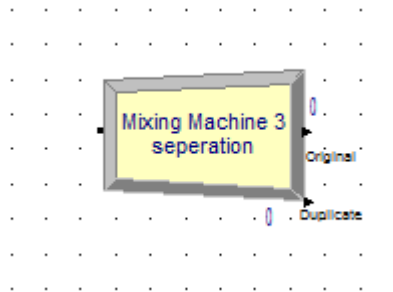 Mixing Machine 3
seperation
0
Original
0
Duplicate